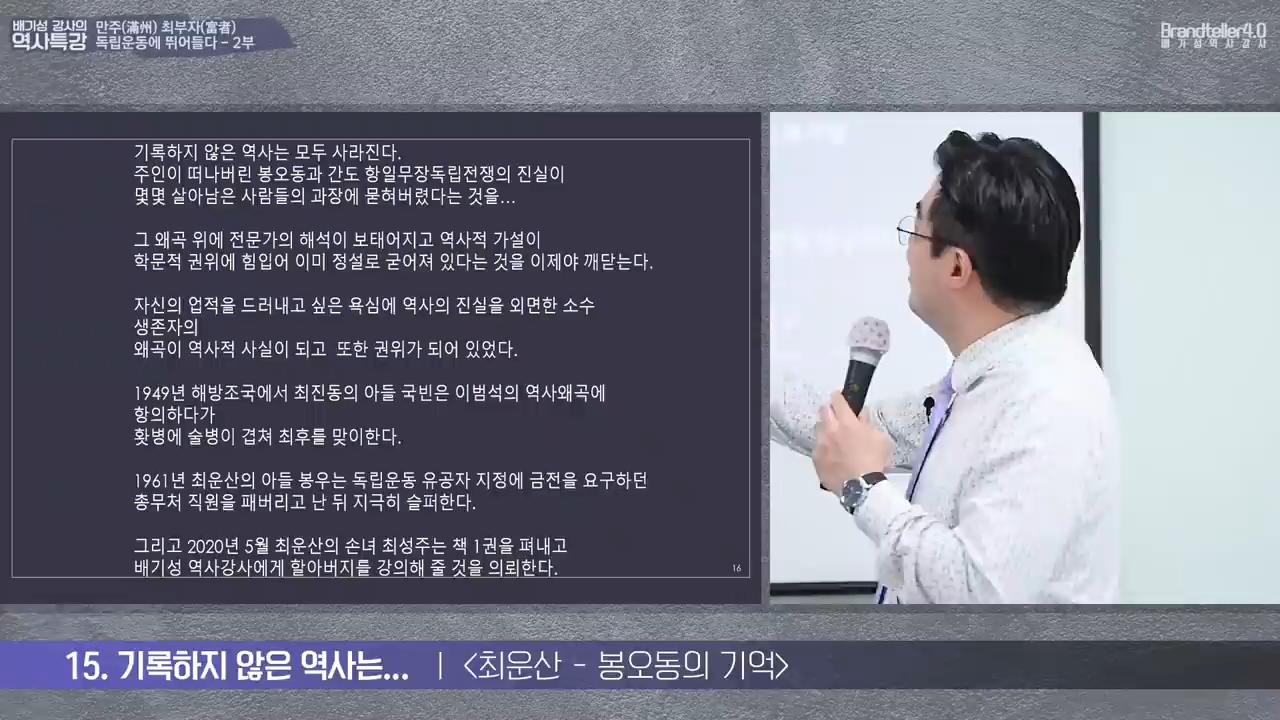 배기성 강사의
역사특강
만주(滿州) 최부자(富者)
독립운동에 뛰어들다 - 2부
Brandteller4.0
배기성역사강사
기록하지 않은 역사는 모두 사라진다.
주인이 떠나버린 봉오동과 간도 항일무장독립전쟁의 진실이
몇몇 살아남은 사람들의 과장에 묻혀버렸다는 것을...
그 왜곡 위에 전문가의 해석이 보태어지고 역사적 가설이
학문적 권위에 힘입어 이미 정설로 굳어져 있다는 것을 이제야 깨닫는다.
자신의 업적을 드러내고 싶은 욕심에 역사의 진실을 외면한 소수
생존자의
왜곡이 역사적 사실이 되고 또한 권위가 되어 있었다.
1949년 해방조국에서 최진동의 아들 국빈은 이범석의 역사왜곡에
항의하다가
홧병에 술병이 겹쳐 최후를 맞이한다.
1961년 최운산의 아들 봉우는 독립운동 유공자 지정에 금전을 요구하던
총무처 직원을 패버리고 난 뒤 지극히 슬퍼한다.
그리고 2020년 5월 최운산의 손녀 최성주는 책 1권을 펴내고
배기성 역사강사에게 할아버지를 강의해 줄 것을 의뢰한다.
16
15. 기록하지 않은 역사는... | <최운산 - 봉오동의 기억>